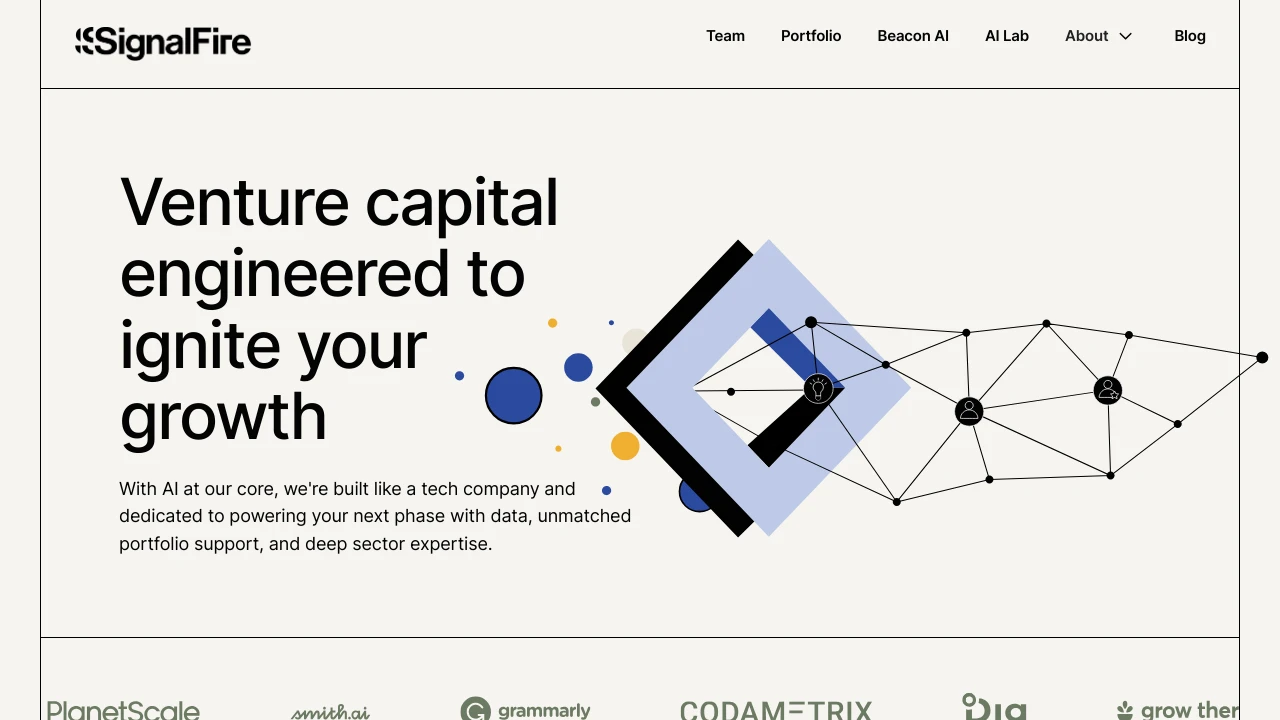 SignalFire
Team Portfolio Beacon AI AI Lab About Blog
Venture capital
engineered to
ignite your
growth
With AI at our core, we're built like a tech company and
dedicated to powering your next phase with data, unmatched
portfolio support, and deep sector expertise.
PlanetScale smith.ai grammarly CODAMETRIX Dig grow ther